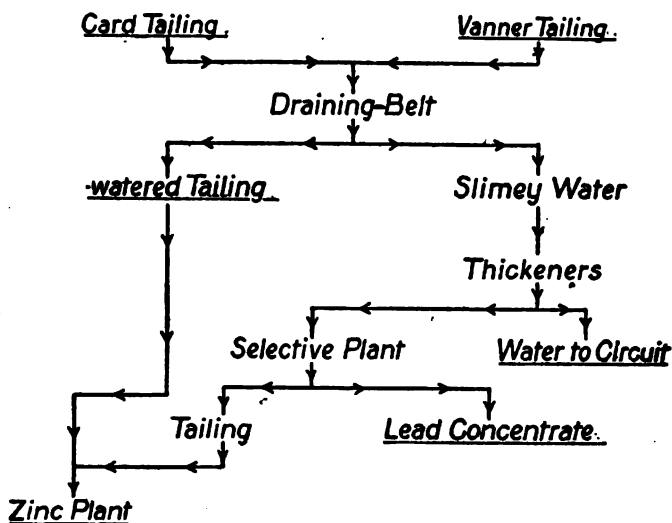 Card Tailing.
Vanner Tailing.
Draining-Belt
-watered Tailing.
Slimey Water
Thickeners
Selective Plant
Water to Circuit
Tailing
Lead Concentrate.
Zinc Plant